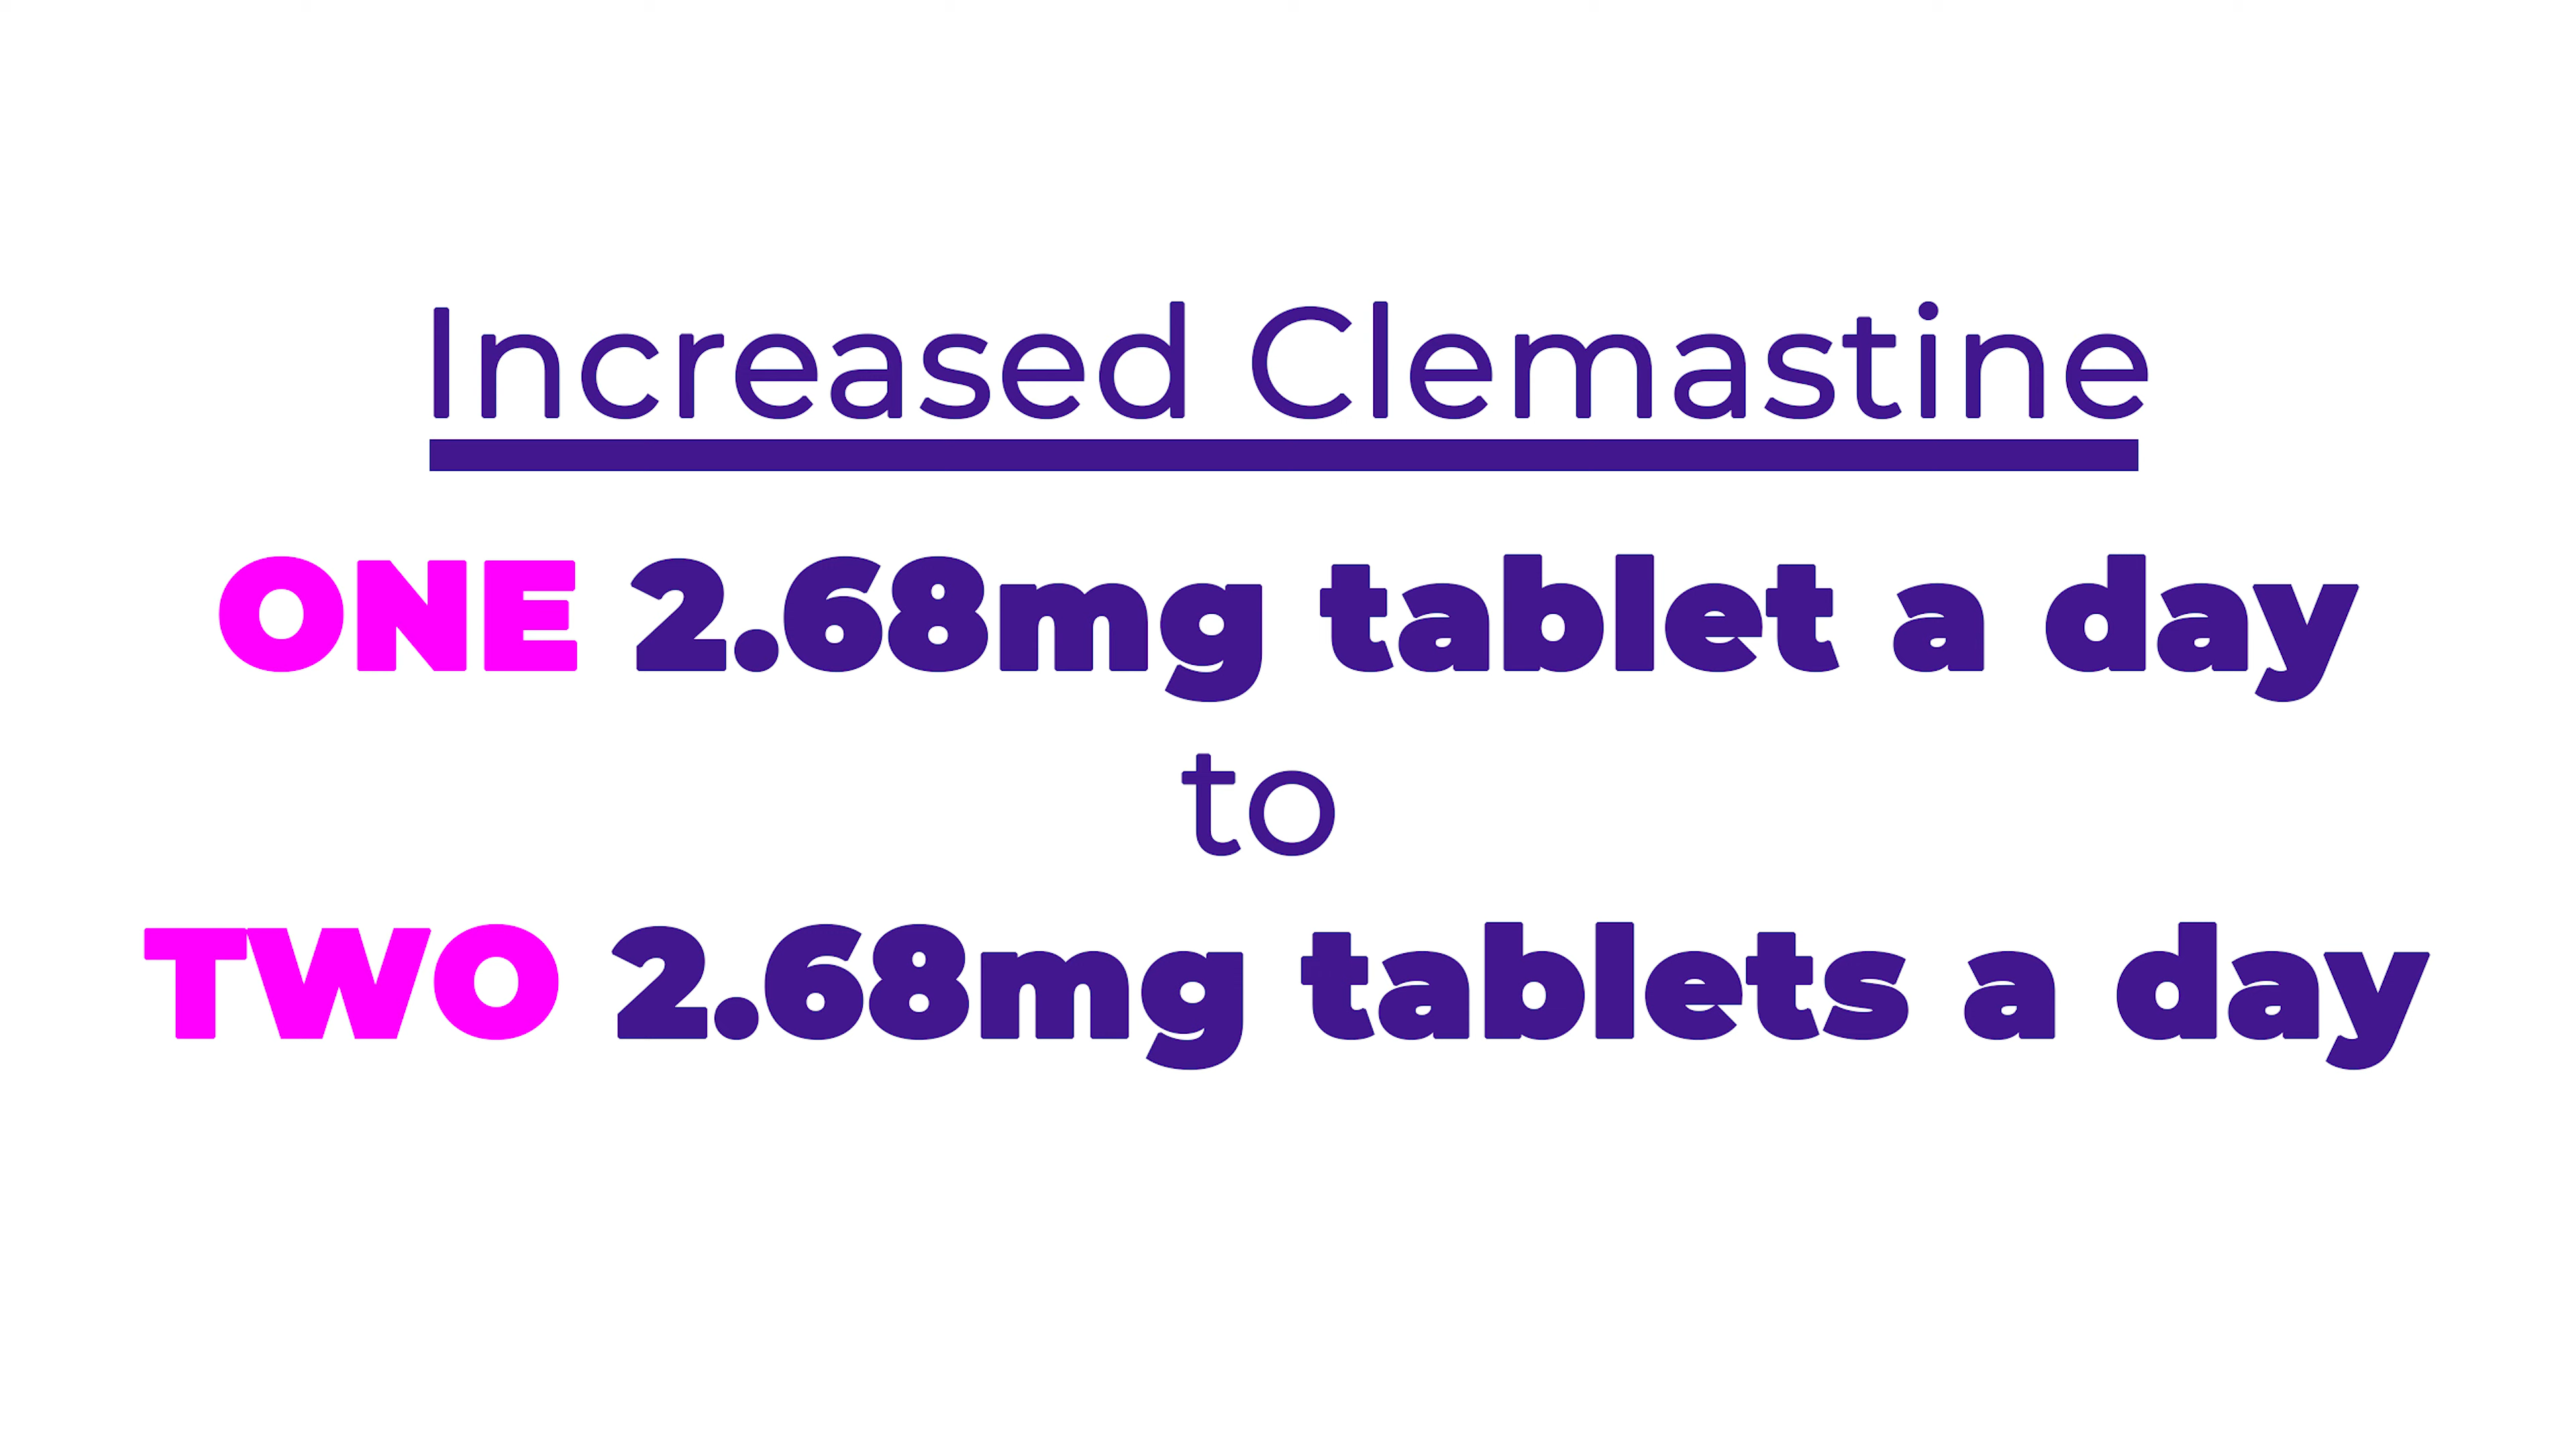 Increased Clemastine
ONE 2.68mg tablet a day
to
TWO 2.68mg tablets a day